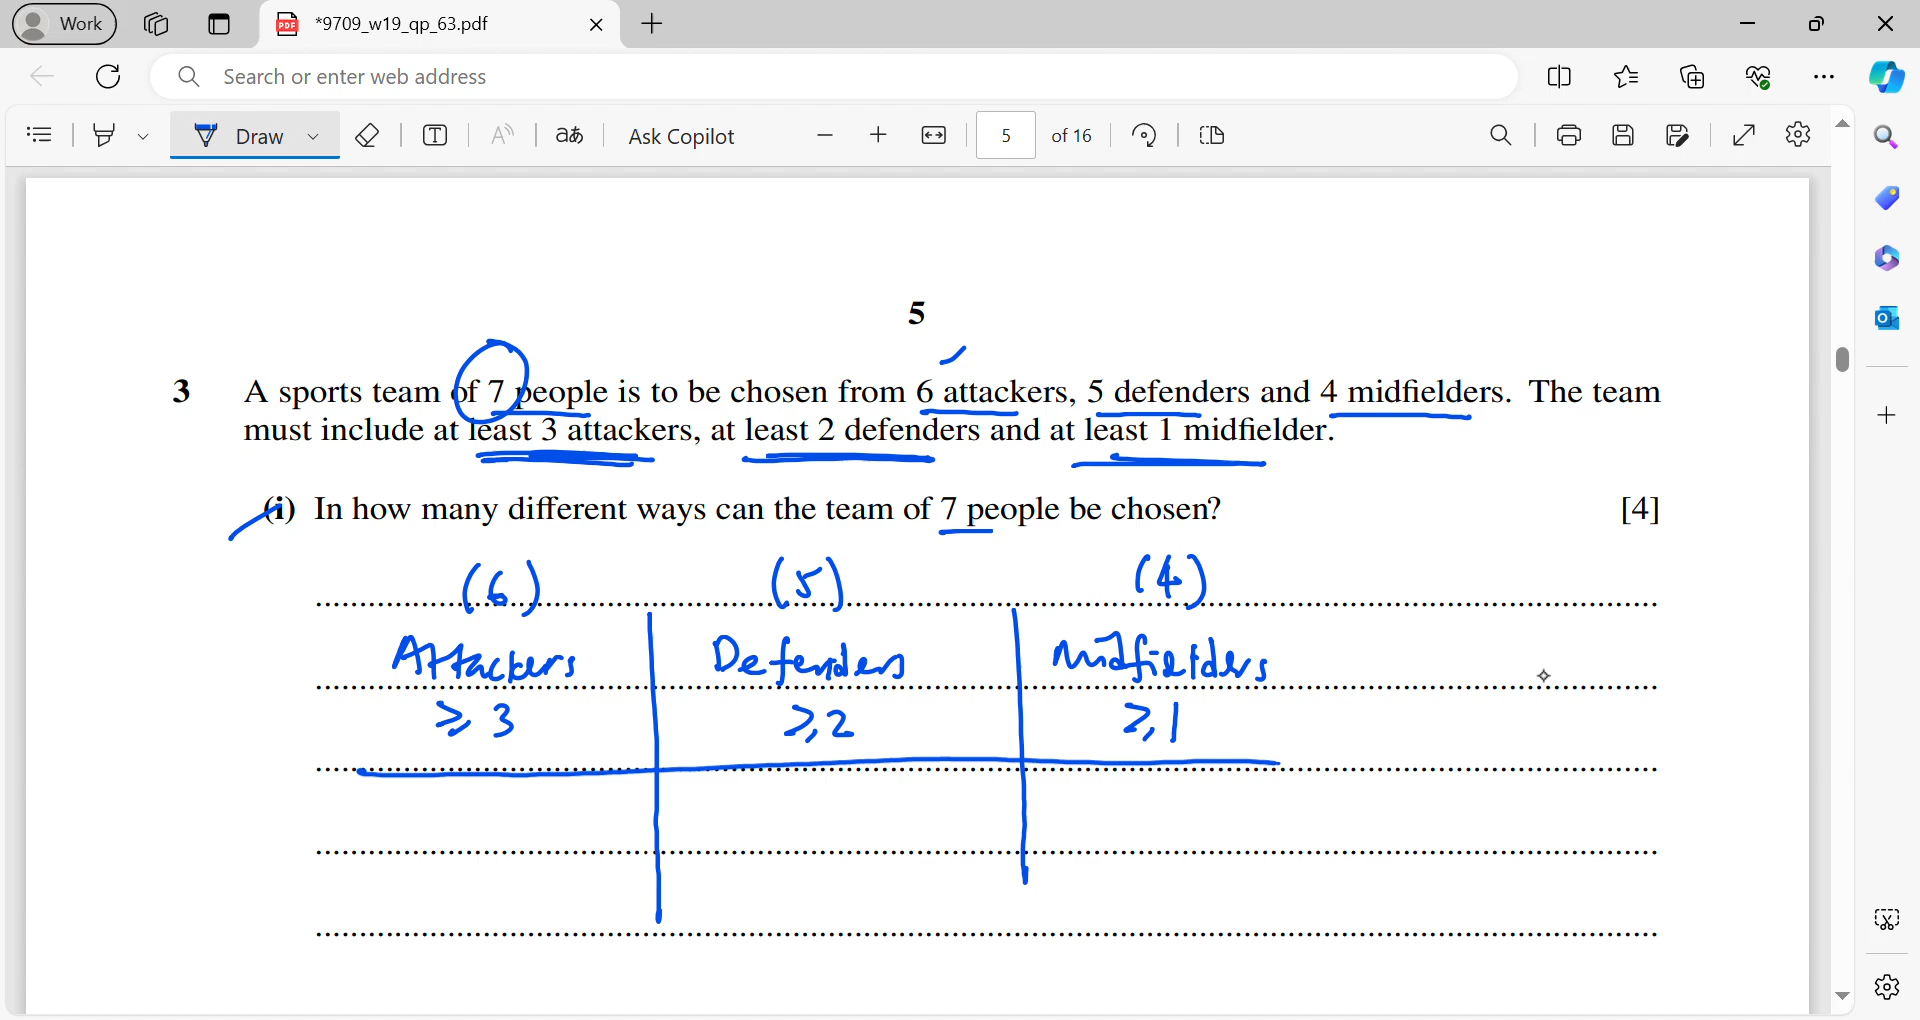 Work
*9709_w19_qp_63.pdf
Search or enter web address
Draw
T
A
aあ
Ask Copilot
5
of 16
5
3 A sports team of 7 people is to be chosen from 6 attackers, 5 defenders and 4 midfielders. The team
must include at least 3 attackers, at least 2 defenders and at least 1 midfielder.
(i) In how many different ways can the team of 7 people be chosen? [4]
(6) (5) (4)
Attackers Defenders Midfielders
≥ 3 ≥ 2 ≥ 1